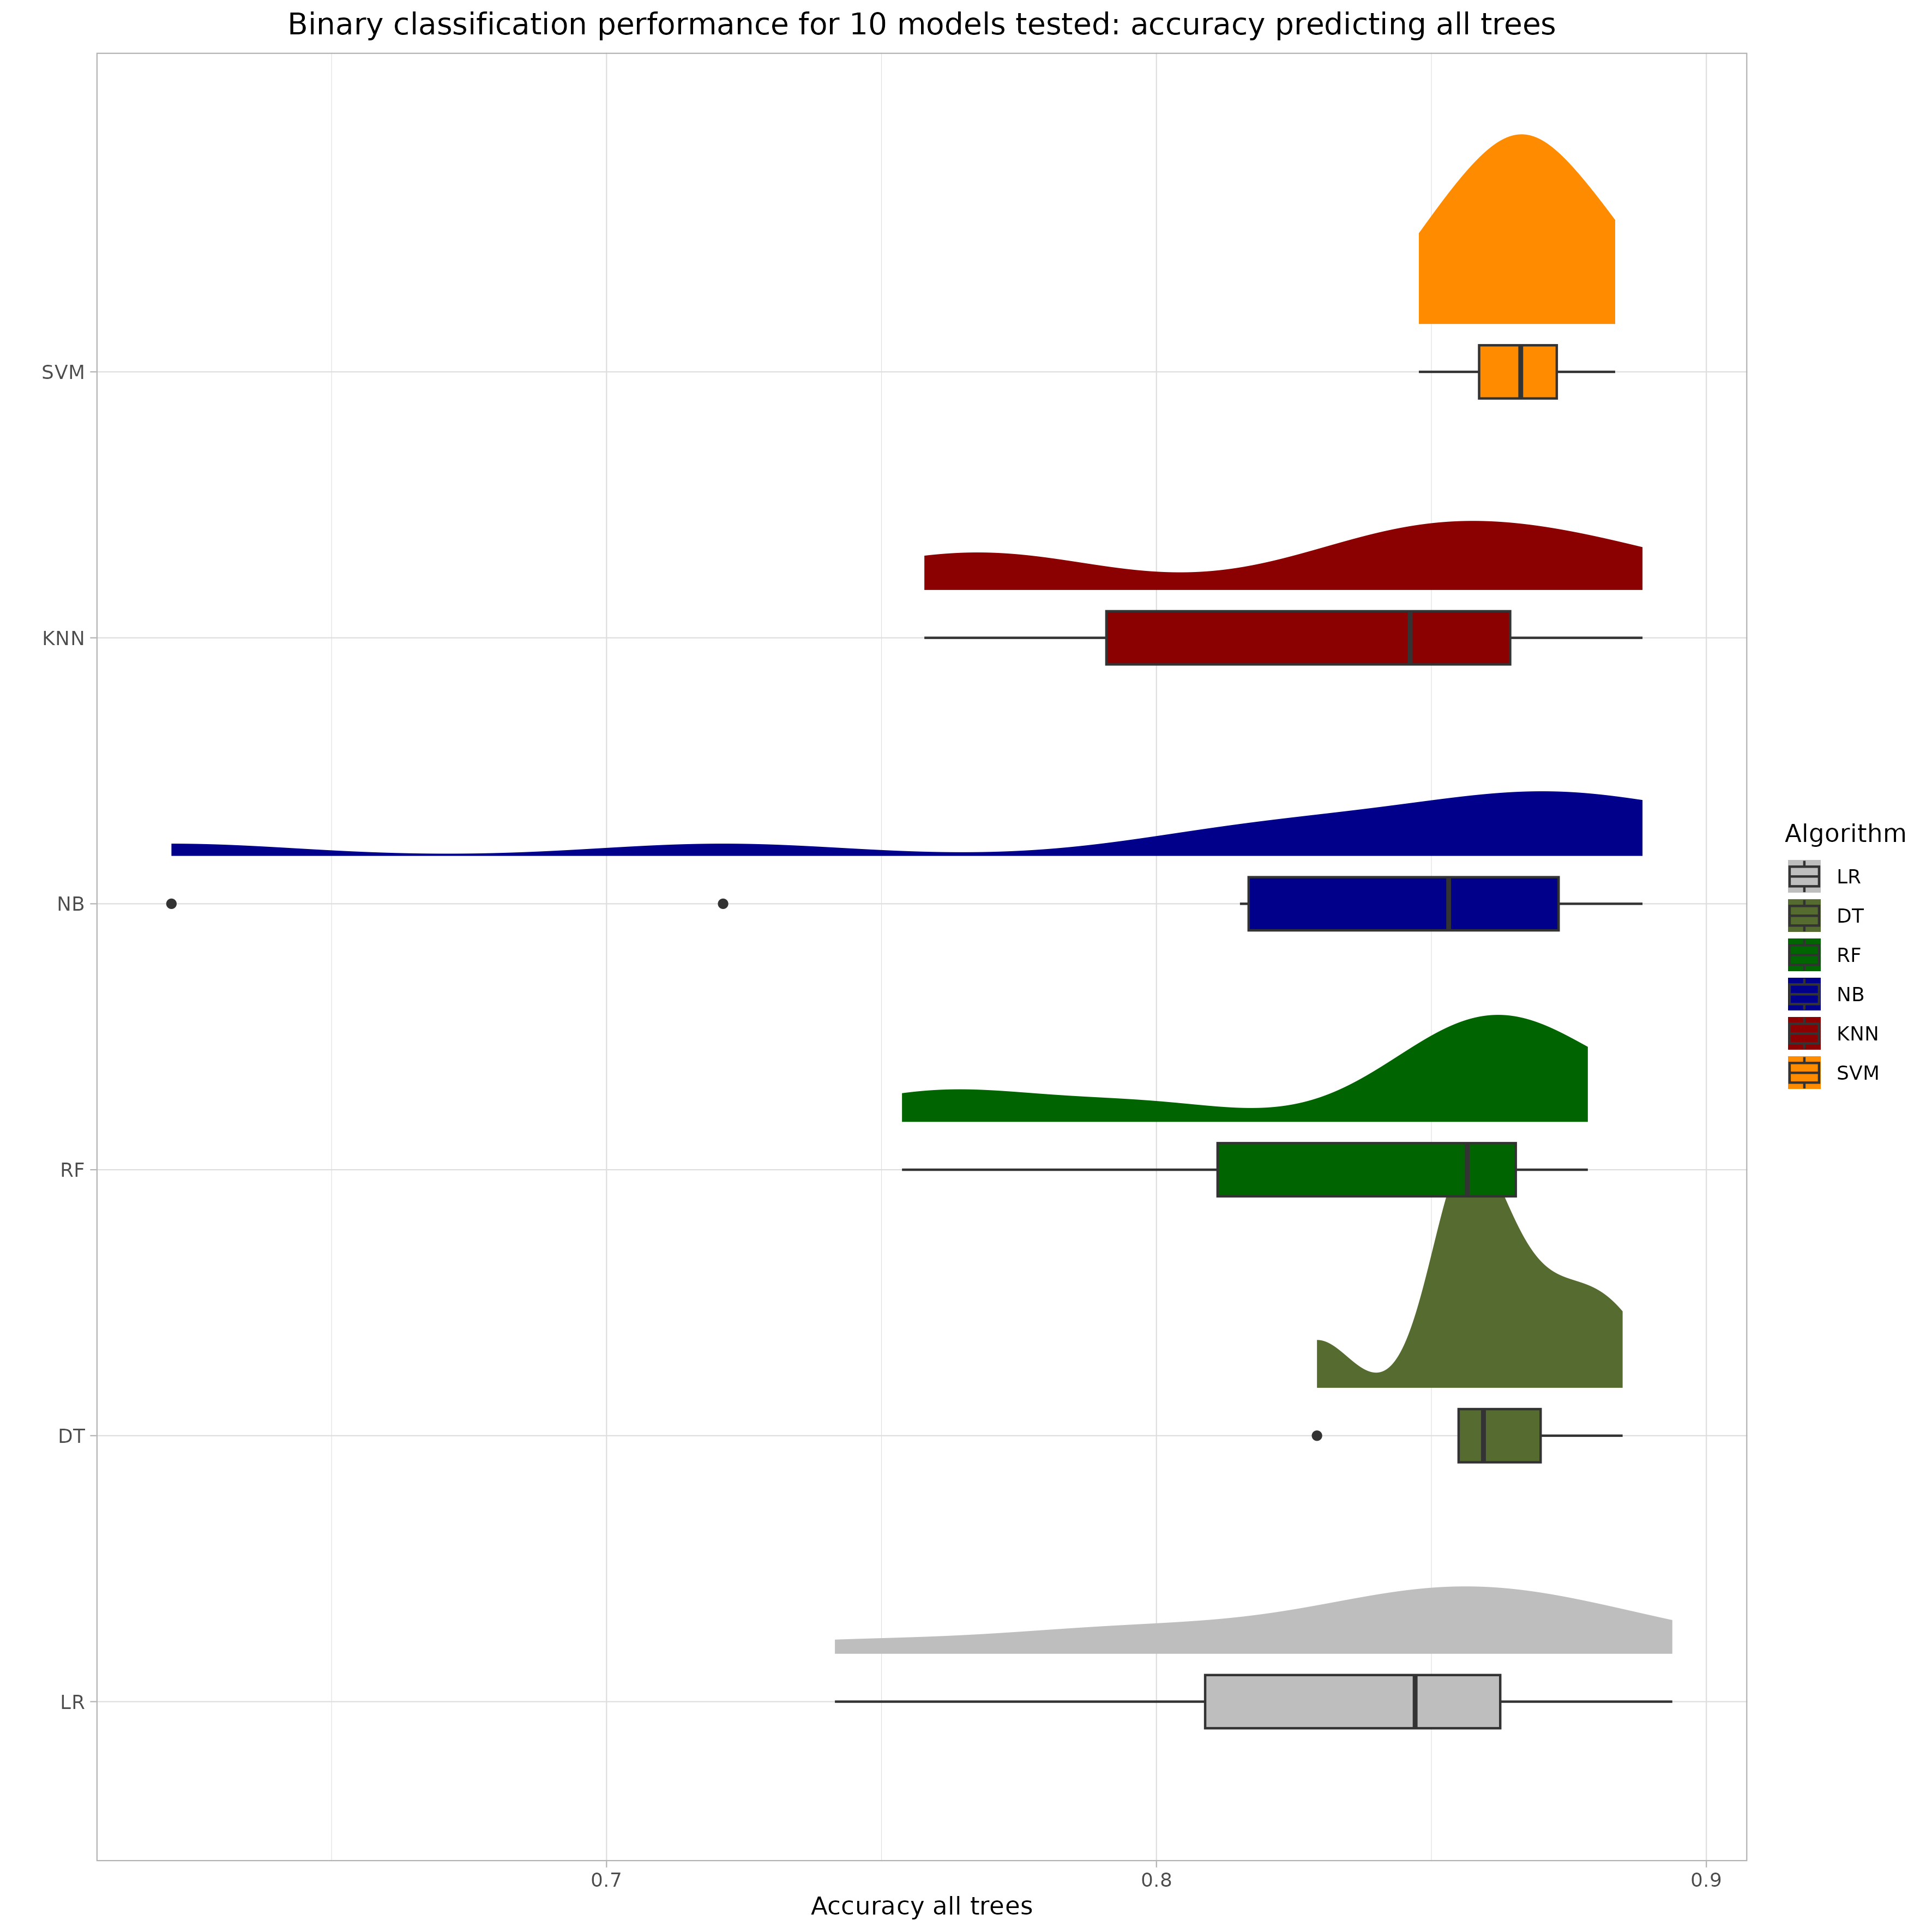 Binary classification performance for 10 models tested: accuracy predicting all trees
SVM
KNN
NB
RF
DT
LR
0.7
0.8
0.9
Accuracy all trees
Algorithm
LR
DT
RF
NB
KNN
SVM